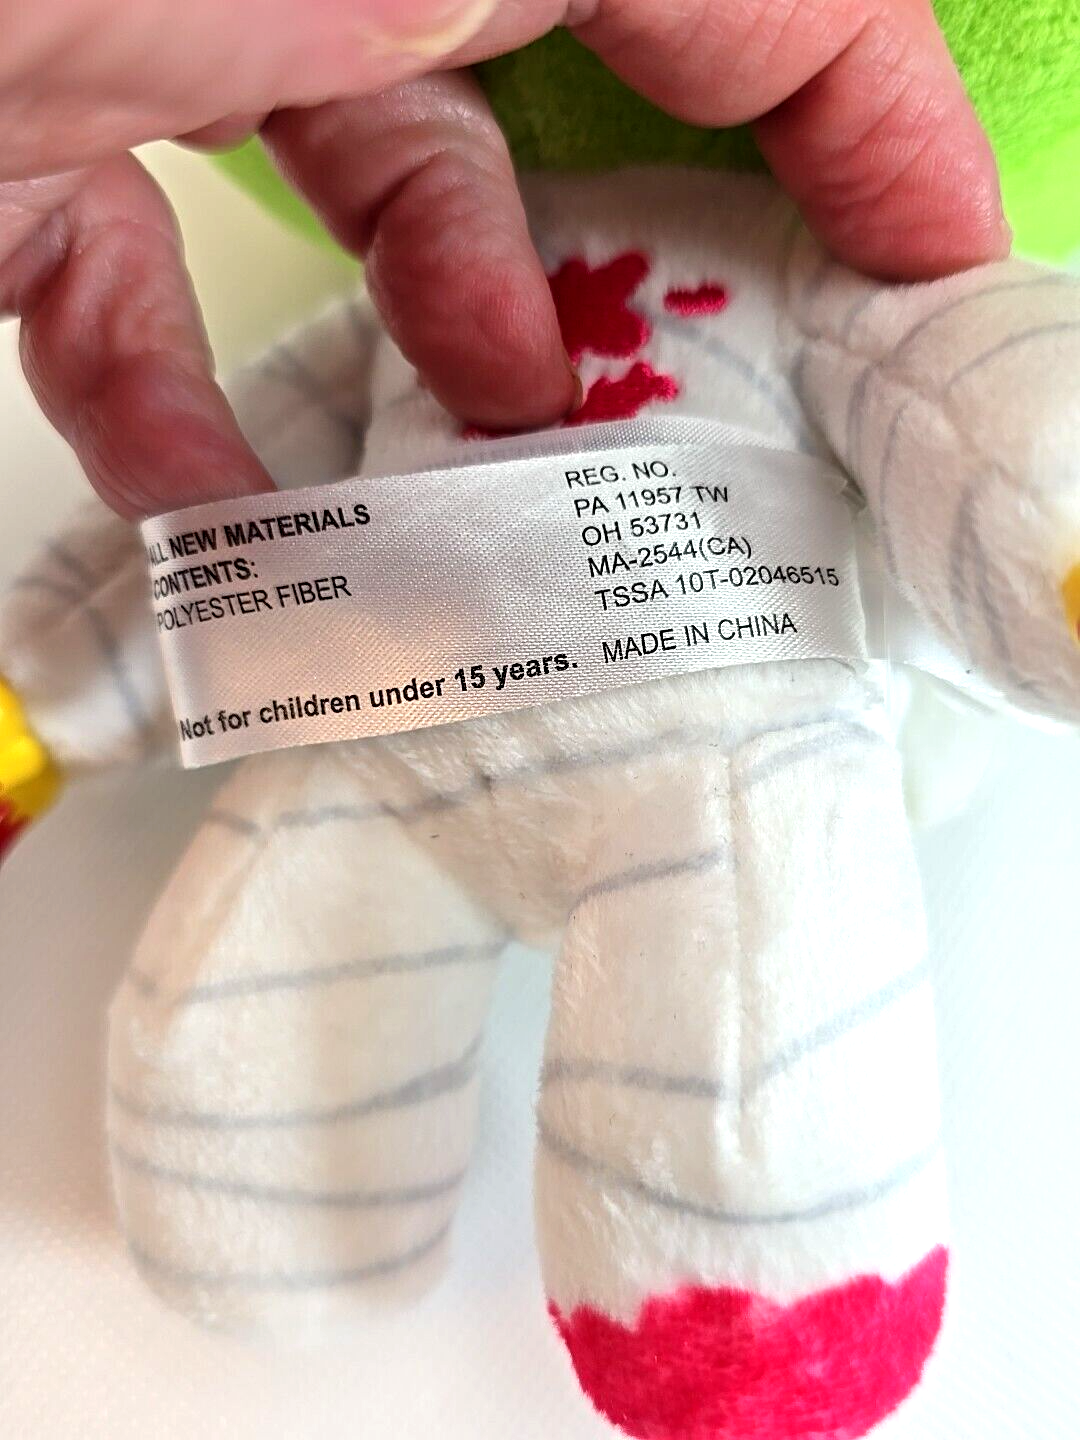 ALL NEW MATERIALS
CONTENTS:
POLYESTER FIBER
Not for children under 15 years.
REG. NO.
PA 11957 TW
OH 53731
MA-2544(CA)
TSSA 10T-02046515
MADE IN CHINA